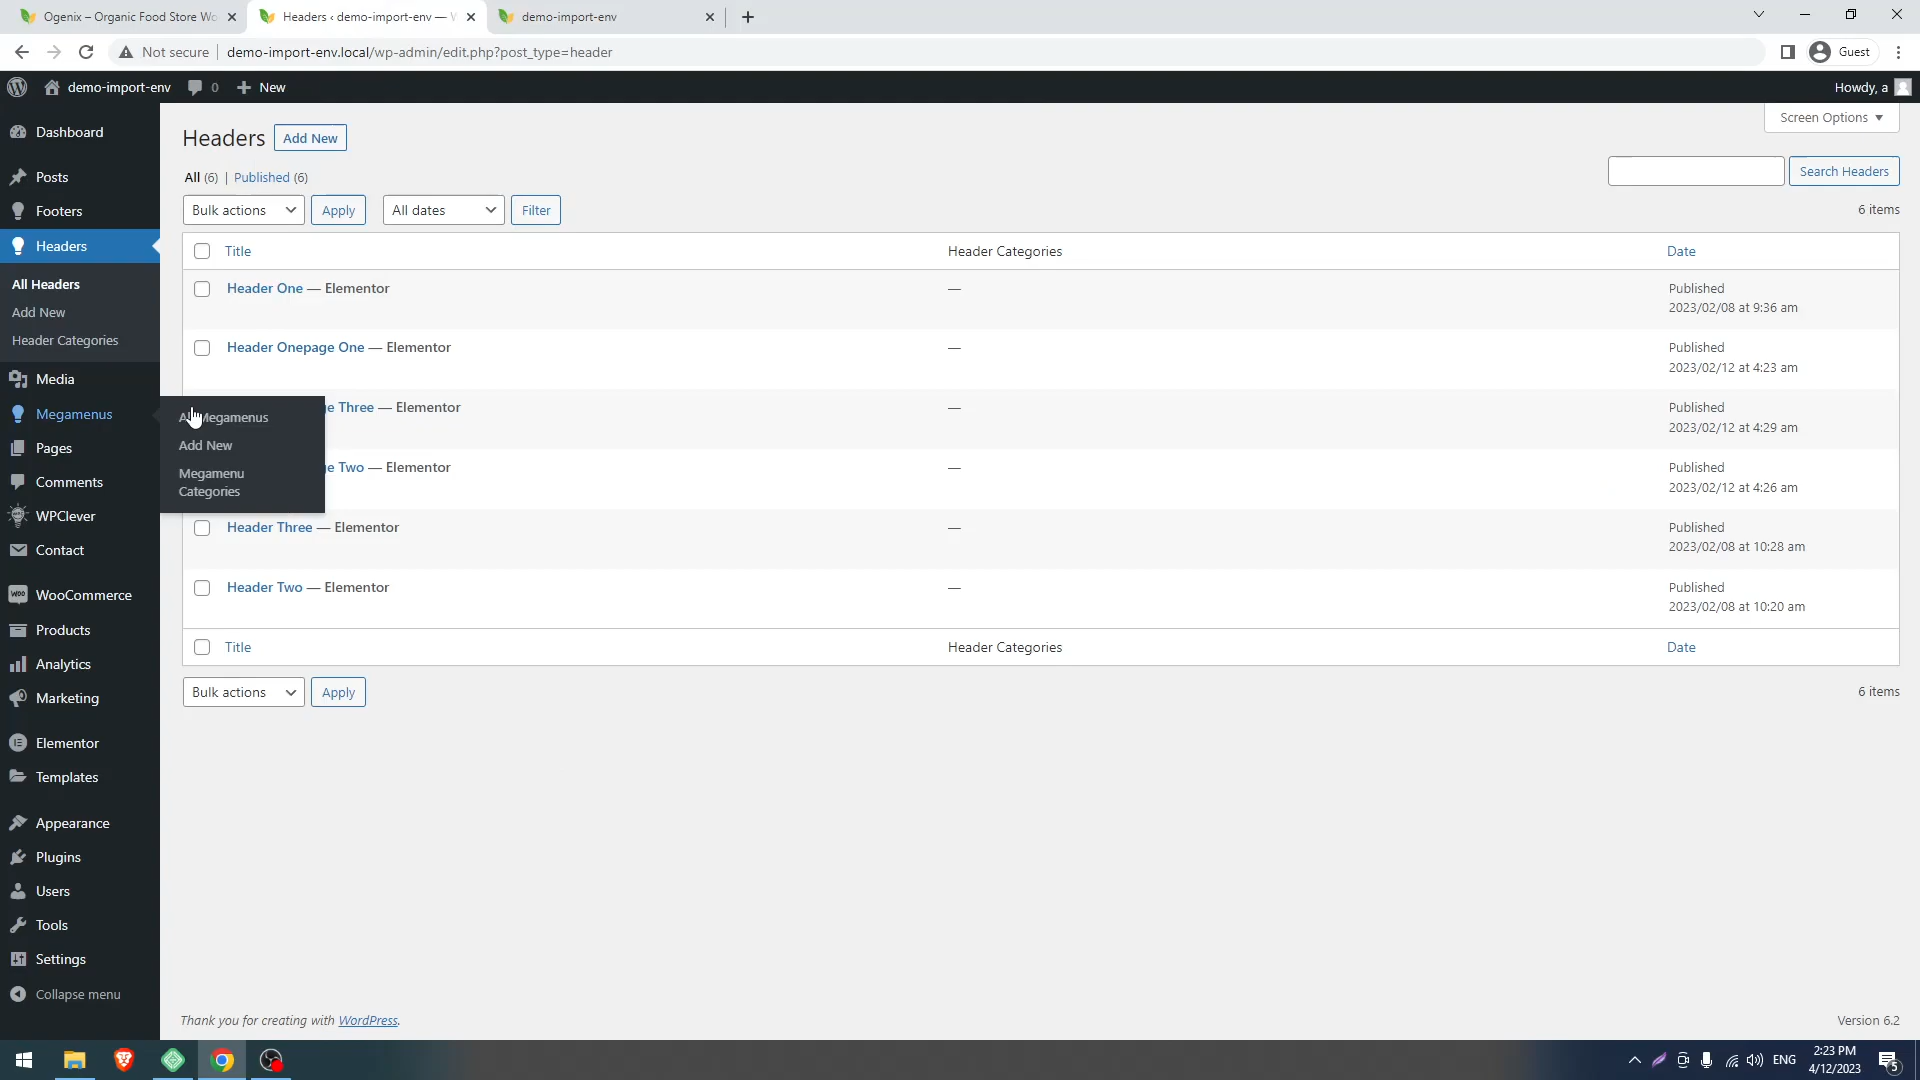 Ogenix – Organic Food Store Wo
Headers ‹ demo-import-env — W
demo-import-env
Not secure
demo-import-env.local/wp-admin/edit.php?post_type=header
Guest
demo-import-env
0
New
Howdy, a
Dashboard
Posts
Footers
Headers
All Headers
Add New
Header Categories
Media
Megamenus
Pages
Comments
WPClever
Contact
WooCommerce
Products
Analytics
Marketing
Elementor
Templates
Appearance
Plugins
Users
Tools
Settings
Collapse menu
Megamenus
Add New
Megamenu
Categories
Screen Options
Headers
Add New
All (6) | Published (6)
Search Headers
Bulk actions
Apply
All dates
Filter
6 items
Title
Header Categories
Date
Header One — Elementor
—
Published
2023/02/08 at 9:36 am
Header Onepage One — Elementor
—
Published
2023/02/12 at 4:23 am
e Three — Elementor
—
Published
2023/02/12 at 4:29 am
e Two — Elementor
—
Published
2023/02/12 at 4:26 am
Header Three — Elementor
—
Published
2023/02/08 at 10:28 am
Header Two — Elementor
—
Published
2023/02/08 at 10:20 am
Title
Header Categories
Date
Bulk actions
Apply
6 items
Thank you for creating with WordPress.
Version 6.2
ENG
2:23 PM
4/12/2023
5